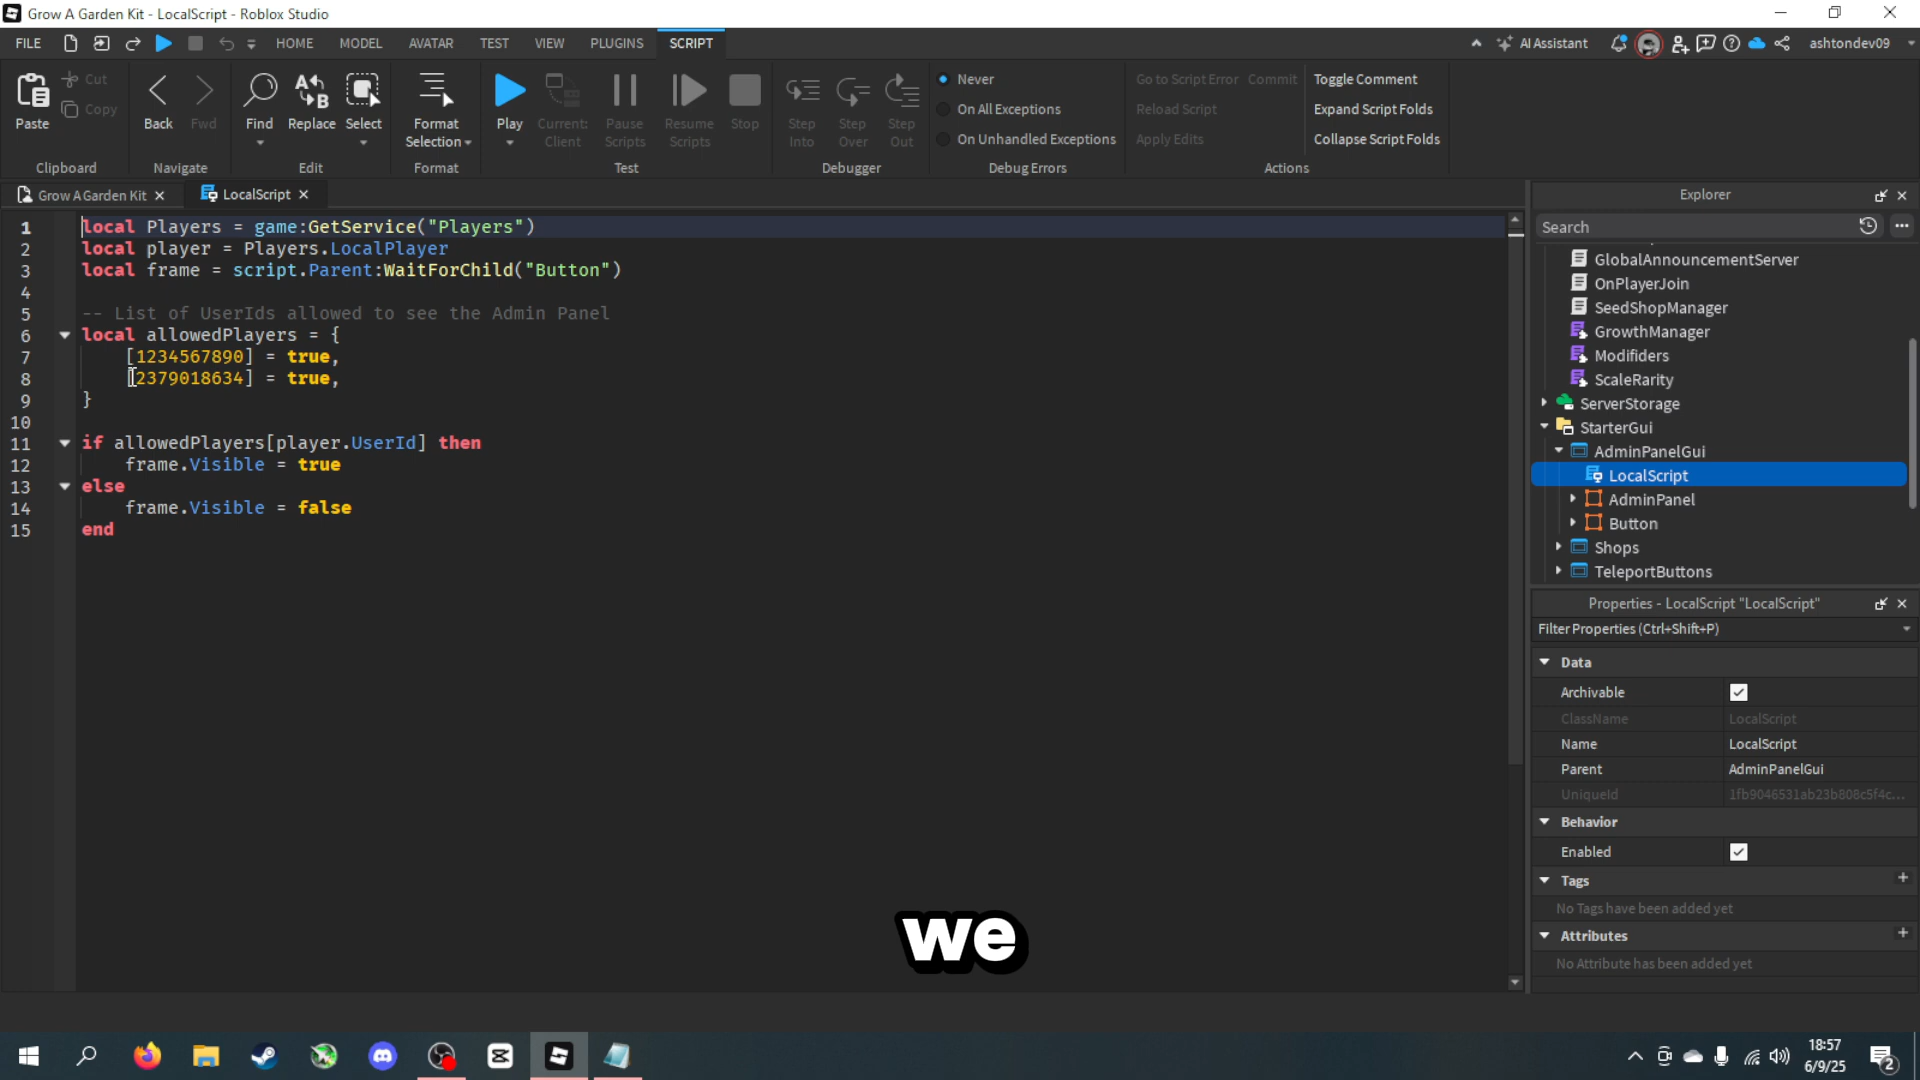 Grow A Garden Kit - LocalScript - Roblox Studio
FILE HOME MODEL AVATAR TEST VIEW PLUGINS SCRIPT AI Assistant ashtondev09
Paste Cut Copy Back Fwd Find Replace Select Format Selection Play Current: Client Pause Scripts Resume Scripts Stop Step Into Step Over Step Out
Never
On All Exceptions
On Unhandled Exceptions
Go to Script Error Commit
Reload Script
Apply Edits
Toggle Comment
Expand Script Folds
Collapse Script Folds
Clipboard Navigate Edit Format Test Debugger Debug Errors Actions
Grow A Garden Kit LocalScript
1 local Players = game:GetService("Players")
2 local player = Players.LocalPlayer
3 local frame = script.Parent:WaitForChild("Button")
4
5 -- List of UserIds allowed to see the Admin Panel
6 local allowedPlayers = {
7 [1234567890] = true,
8 [2379018634] = true,
9 }
10
11 if allowedPlayers[player.UserId] then
12 frame.Visible = true
13 else
14 frame.Visible = false
15 end
Explorer
Search
GlobalAnnouncementServer
OnPlayerJoin
SeedShopManager
GrowthManager
Modifiders
ScaleRarity
ServerStorage
StarterGui
AdminPanelGui
LocalScript
AdminPanel
Button
Shops
TeleportButtons
Properties - LocalScript "LocalScript"
Filter Properties (Ctrl+Shift+P)
Data
Archivable
ClassName LocalScript
Name LocalScript
Parent AdminPanelGui
UniqueId 1fb9046531ab23b808c5f4c...
Behavior
Enabled
Tags
No Tags have been added yet
Attributes
No Attribute has been added yet
we
18:57
6/9/25
2